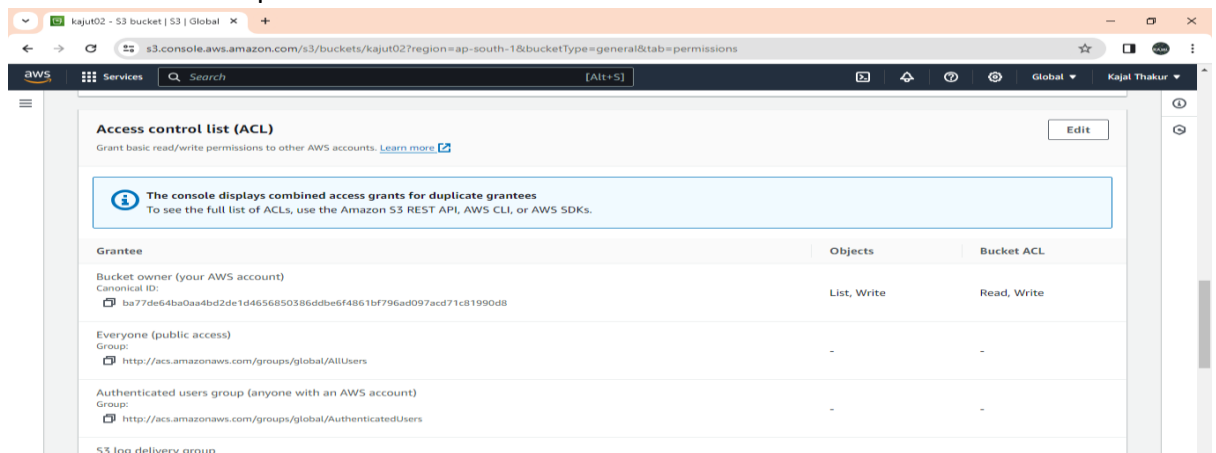 kajut02 - S3 bucket | S3 | Global
s3.console.aws.amazon.com/s3/buckets/kajut02?region=ap-south-1&bucketType=general&tab=permissions
aws Services Search [Alt+S] Global Kajal Thakur
Access control list (ACL) Edit
Grant basic read/write permissions to other AWS accounts. Learn more
The console displays combined access grants for duplicate grantees
To see the full list of ACLs, use the Amazon S3 REST API, AWS CLI, or AWS SDKs.
Grantee Objects Bucket ACL
Bucket owner (your AWS account)
Canonical ID:
ba77de64ba0aa4bd2de1d4656850386ddbe6f4861bf796ad097acd71c81990d8
List, Write Read, Write
Everyone (public access)
Group:
http://acs.amazonaws.com/groups/global/AllUsers
- -
Authenticated users group (anyone with an AWS account)
Group:
http://acs.amazonaws.com/groups/global/AuthenticatedUsers
- -
S3 log delivery group